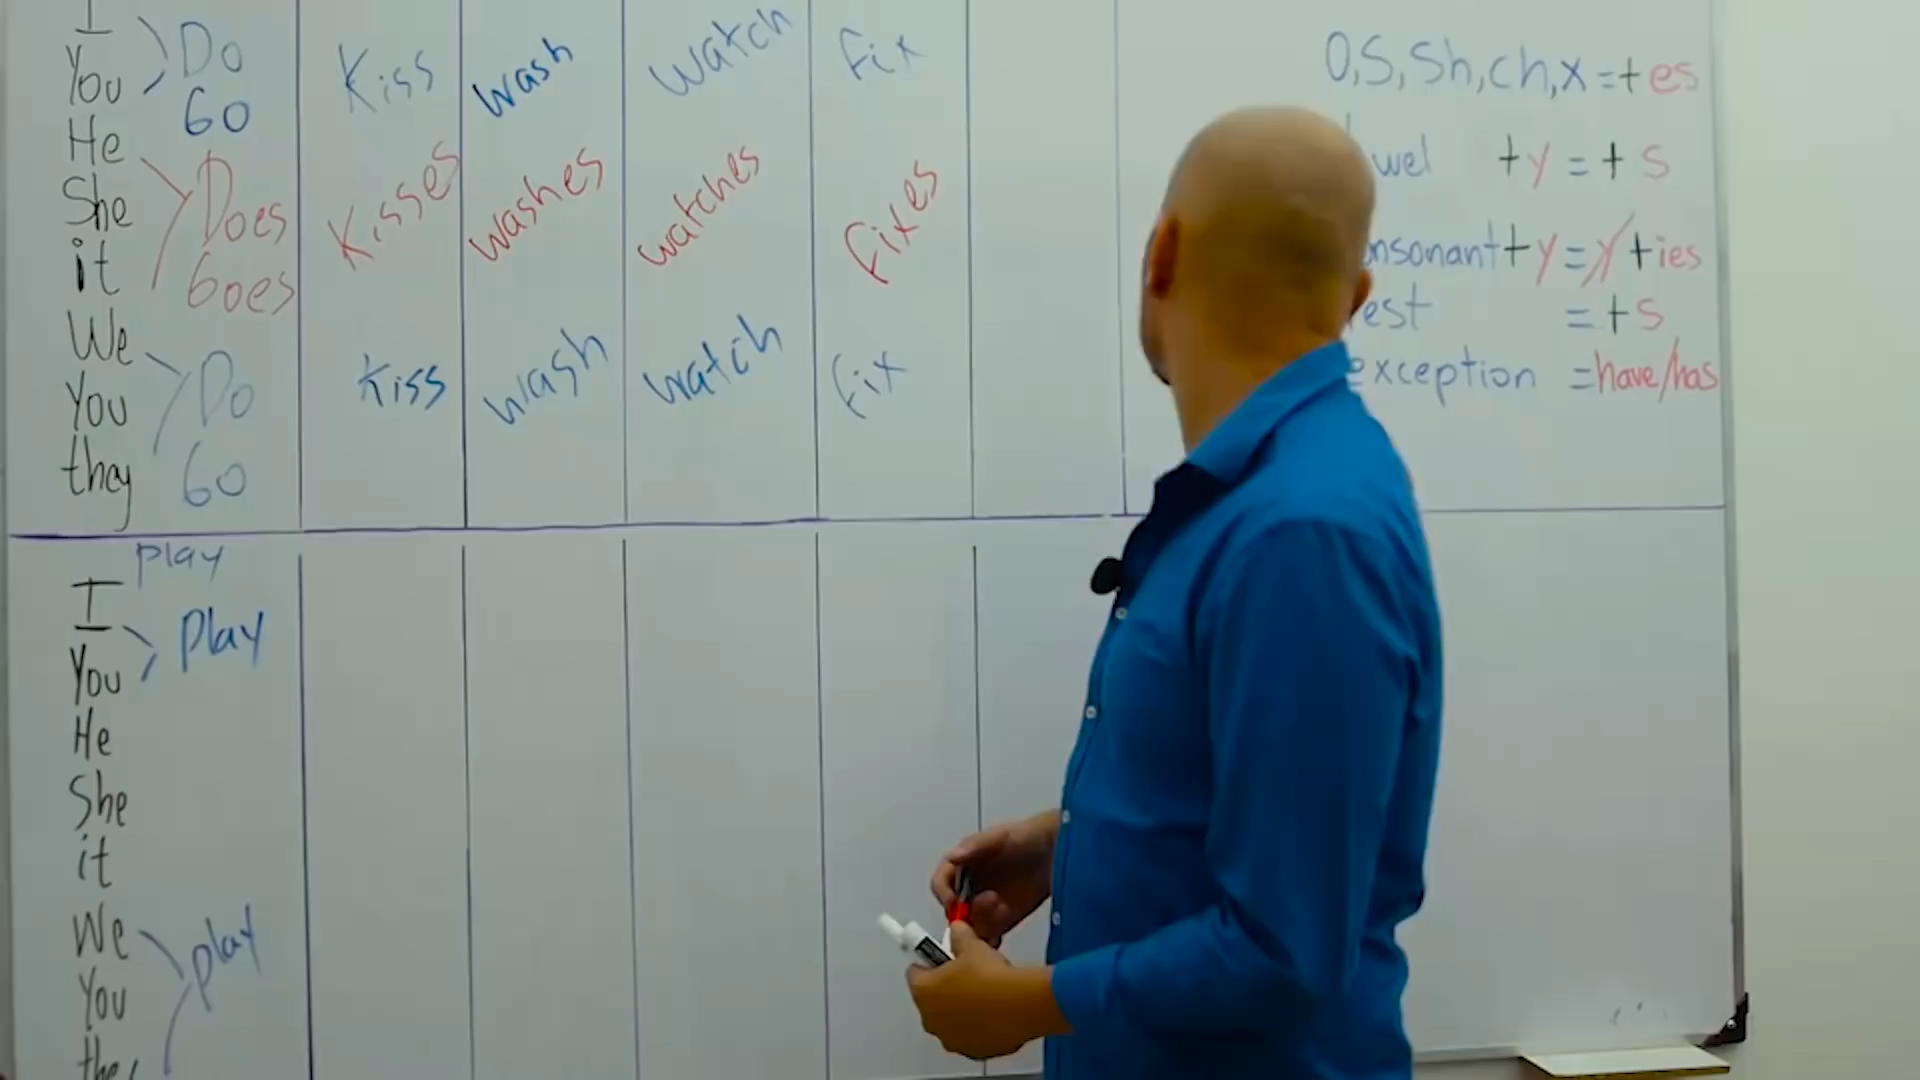 I
You Do
Go
He
She Does
it Goes
We
You Do
they Go
Kiss wash watch fix
Kisses washes watches fixes
Kiss wash watch fix
O,S,Sh,ch,x=+es
wel +y=+s
nsonant+y=y+ies
est =+s
exception =have/has
play
I
You play
He
She
it
We
You play
the